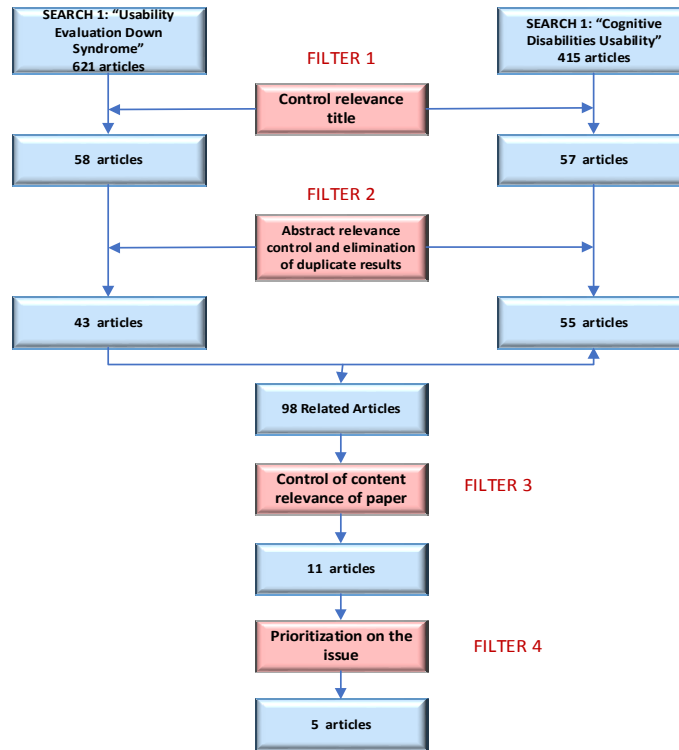 SEARCH 1: “Usability
Evaluation Down
Syndrome”
621 articles
SEARCH 1: “Cognitive
Disabilities Usability”
415 articles
FILTER 1
Control relevance
title
58 articles
57 articles
FILTER 2
Abstract relevance
control and elimination
of duplicate results
43 articles
55 articles
98 Related Articles
Control of content
relevance of paper
FILTER 3
11 articles
Prioritization on the
issue
FILTER 4
5 articles